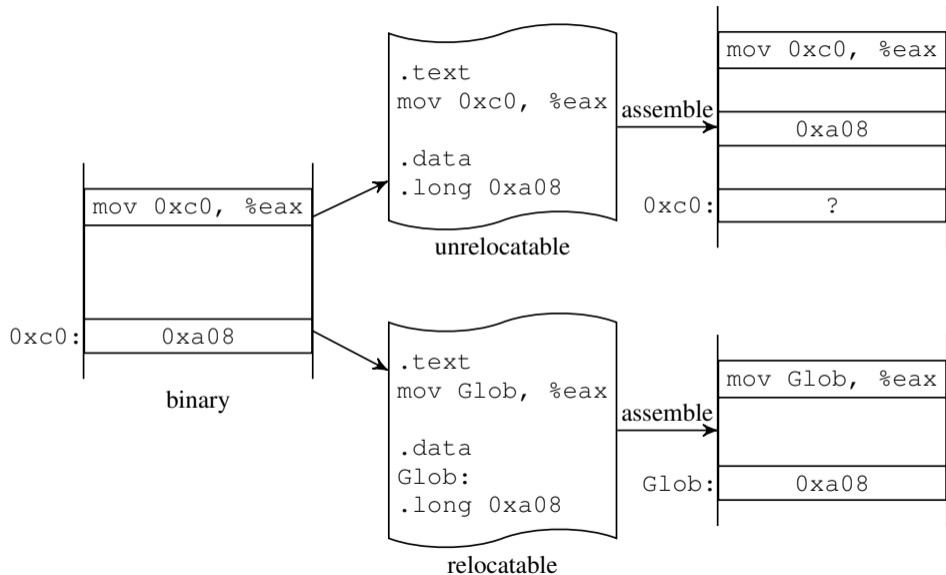 mov 0xc0, %eax
0xc0:
0xa08
binary
.text
mov 0xc0, %eax
.data
.long 0xa08
unrelocatable
assemble
mov 0xc0, %eax
0xa08
0xc0:
?
.text
mov Glob, %eax
.data
Glob:
.long 0xa08
relocatable
assemble
mov Glob, %eax
Glob:
0xa08